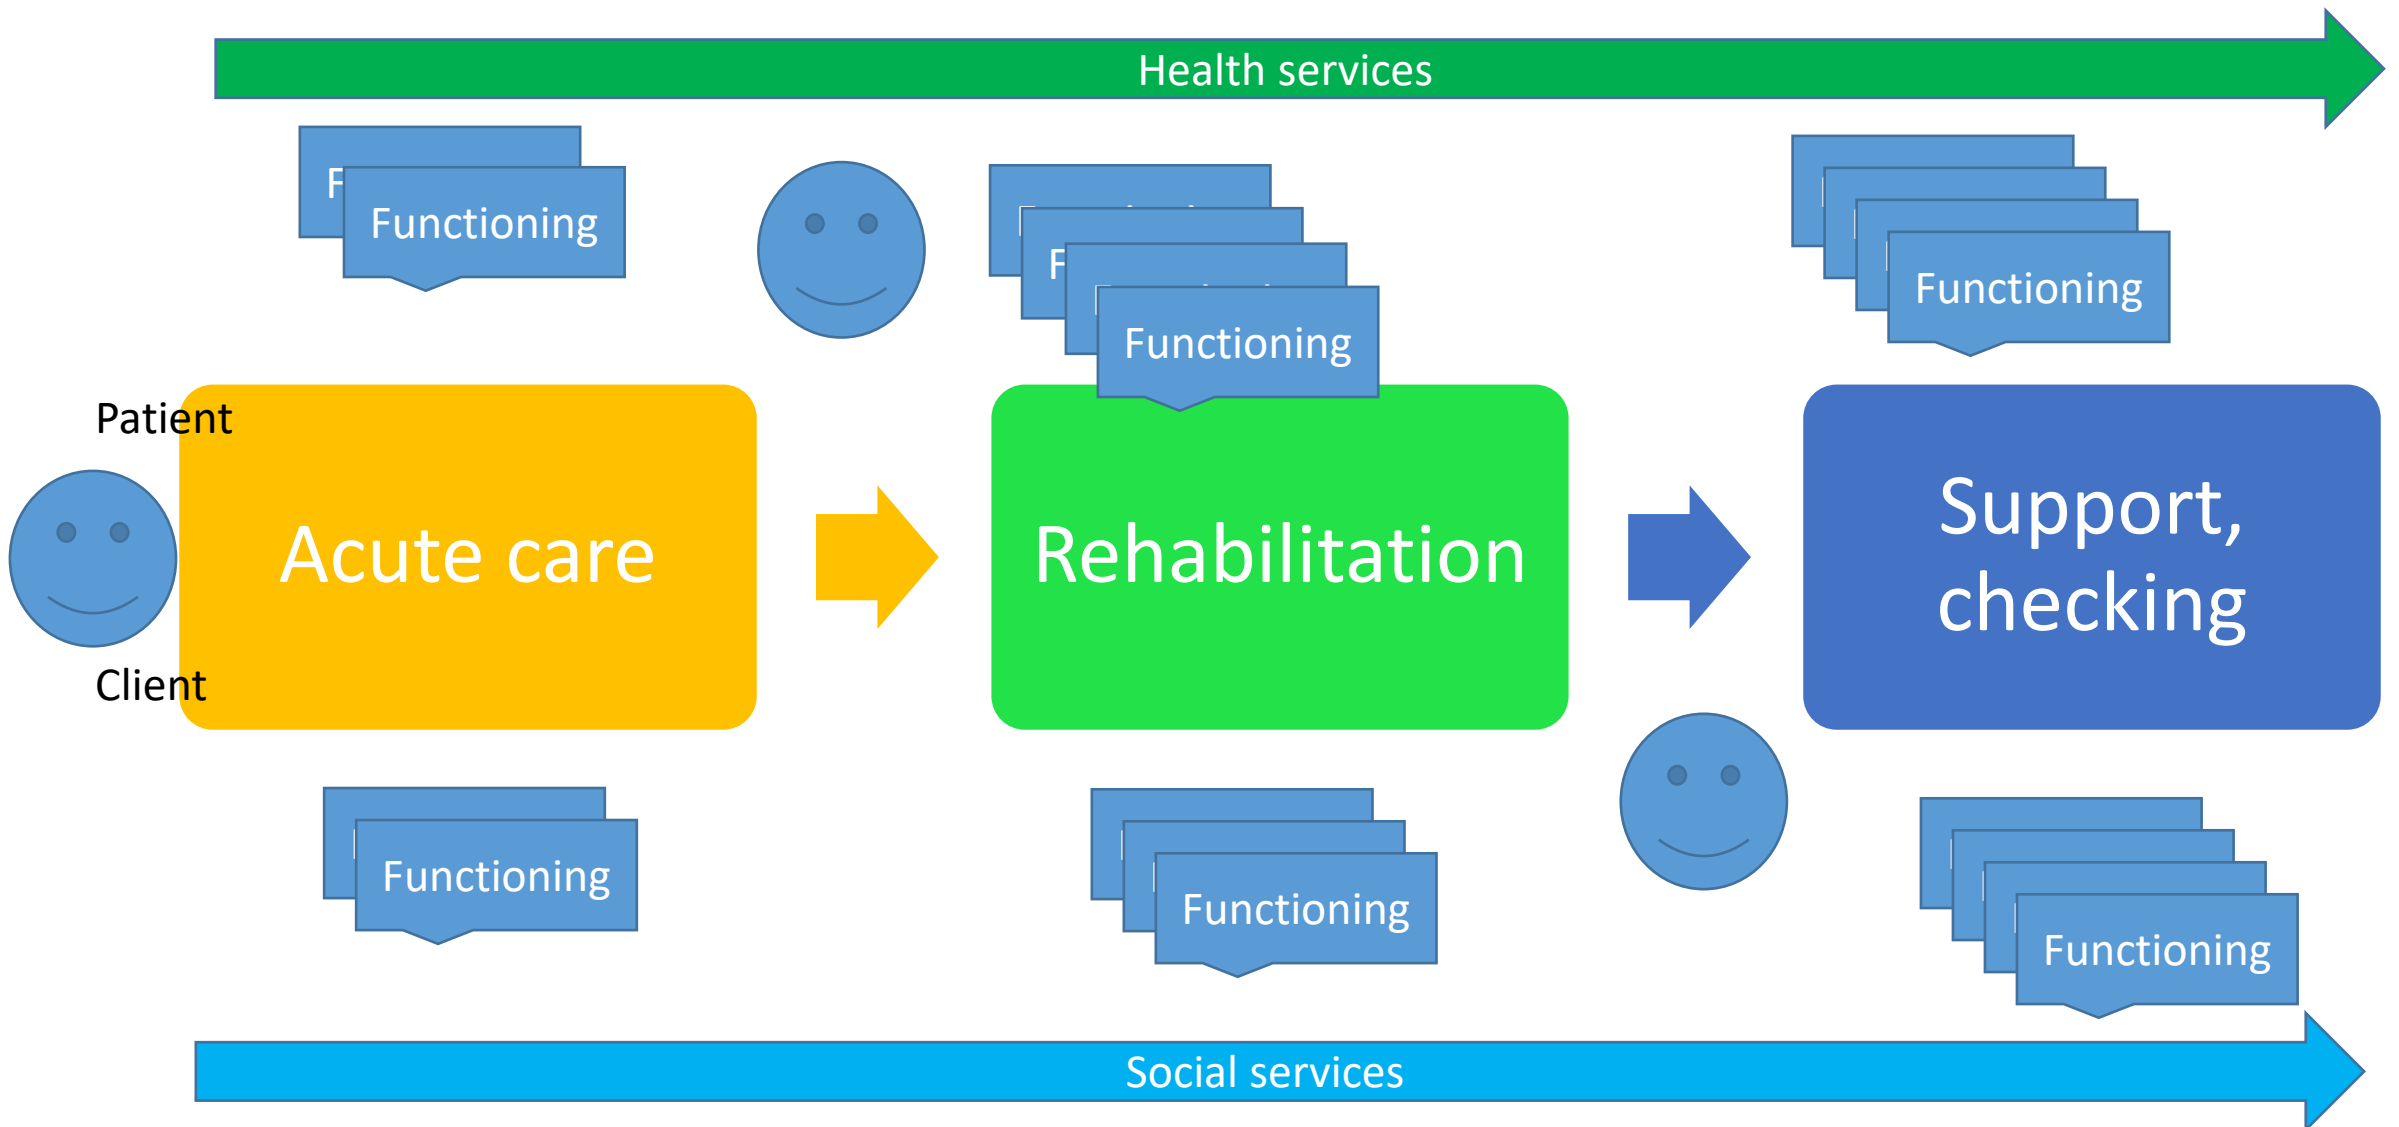 Health services
Functioning
Functioning
Functioning
Patient
Acute care
Rehabilitation
Support,
checking
Client
Functioning
Functioning
Functioning
Social services